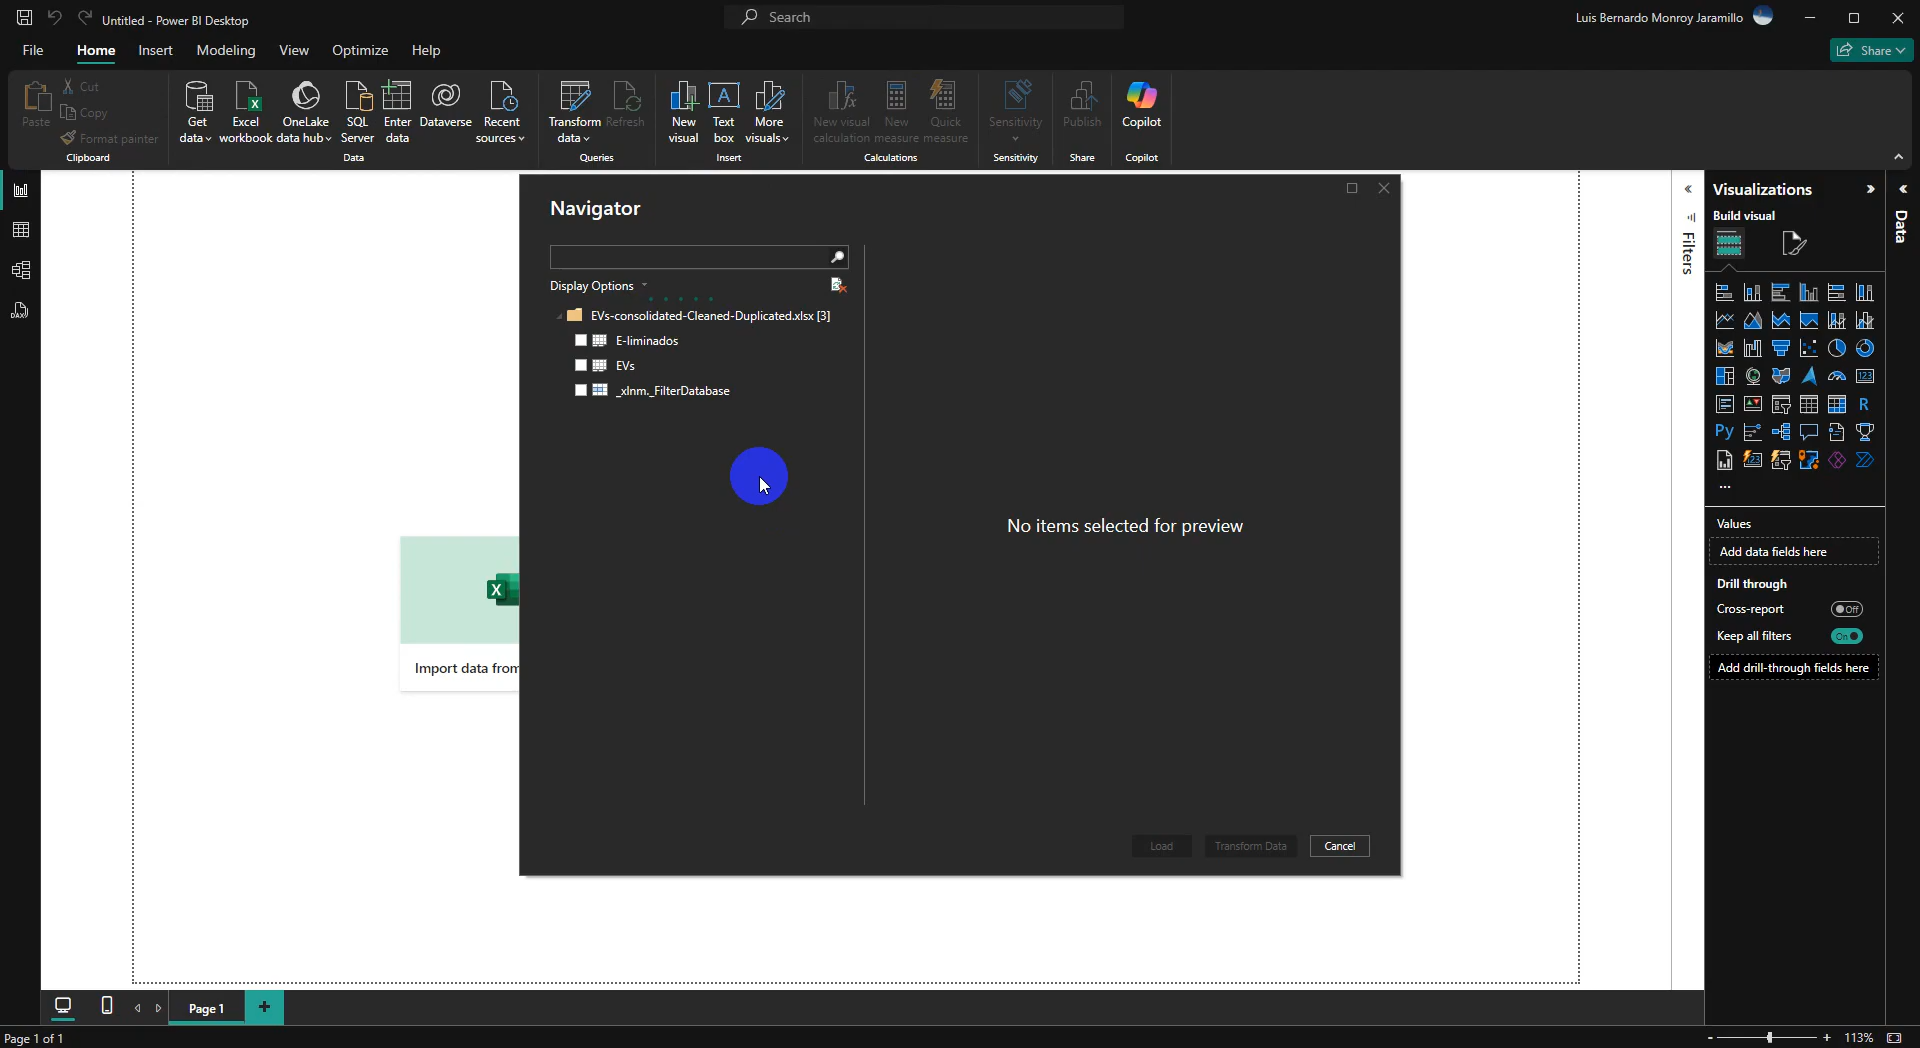 Untitled - Power BI Desktop
Search
Luis Bernardo Monroy Jaramillo
File
Home
Insert
Modeling
View
Optimize
Help
Share
Paste
Cut
Copy
Format painter
Clipboard
Get data
Excel workbook
OneLake data hub
SQL Server
Enter data
Dataverse
Recent sources
Data
Transform data
Refresh
Queries
New visual
Text box
More visuals
Insert
New visual calculation
New measure
Quick measure
Calculations
Sensitivity
Sensitivity
Publish
Share
Copilot
Copilot
Navigator
Display Options
EVs-consolidated-Cleaned-Duplicated.xlsx [3]
E-liminados
EVs
_xlnm._FilterDatabase
No items selected for preview
Load
Transform Data
Cancel
Import data from
Filters
Visualizations
Build visual
Data
R
Py
Values
Add data fields here
Drill through
Cross-report
Off
Keep all filters
On
Add drill-through fields here
Page 1
Page 1 of 1
113%